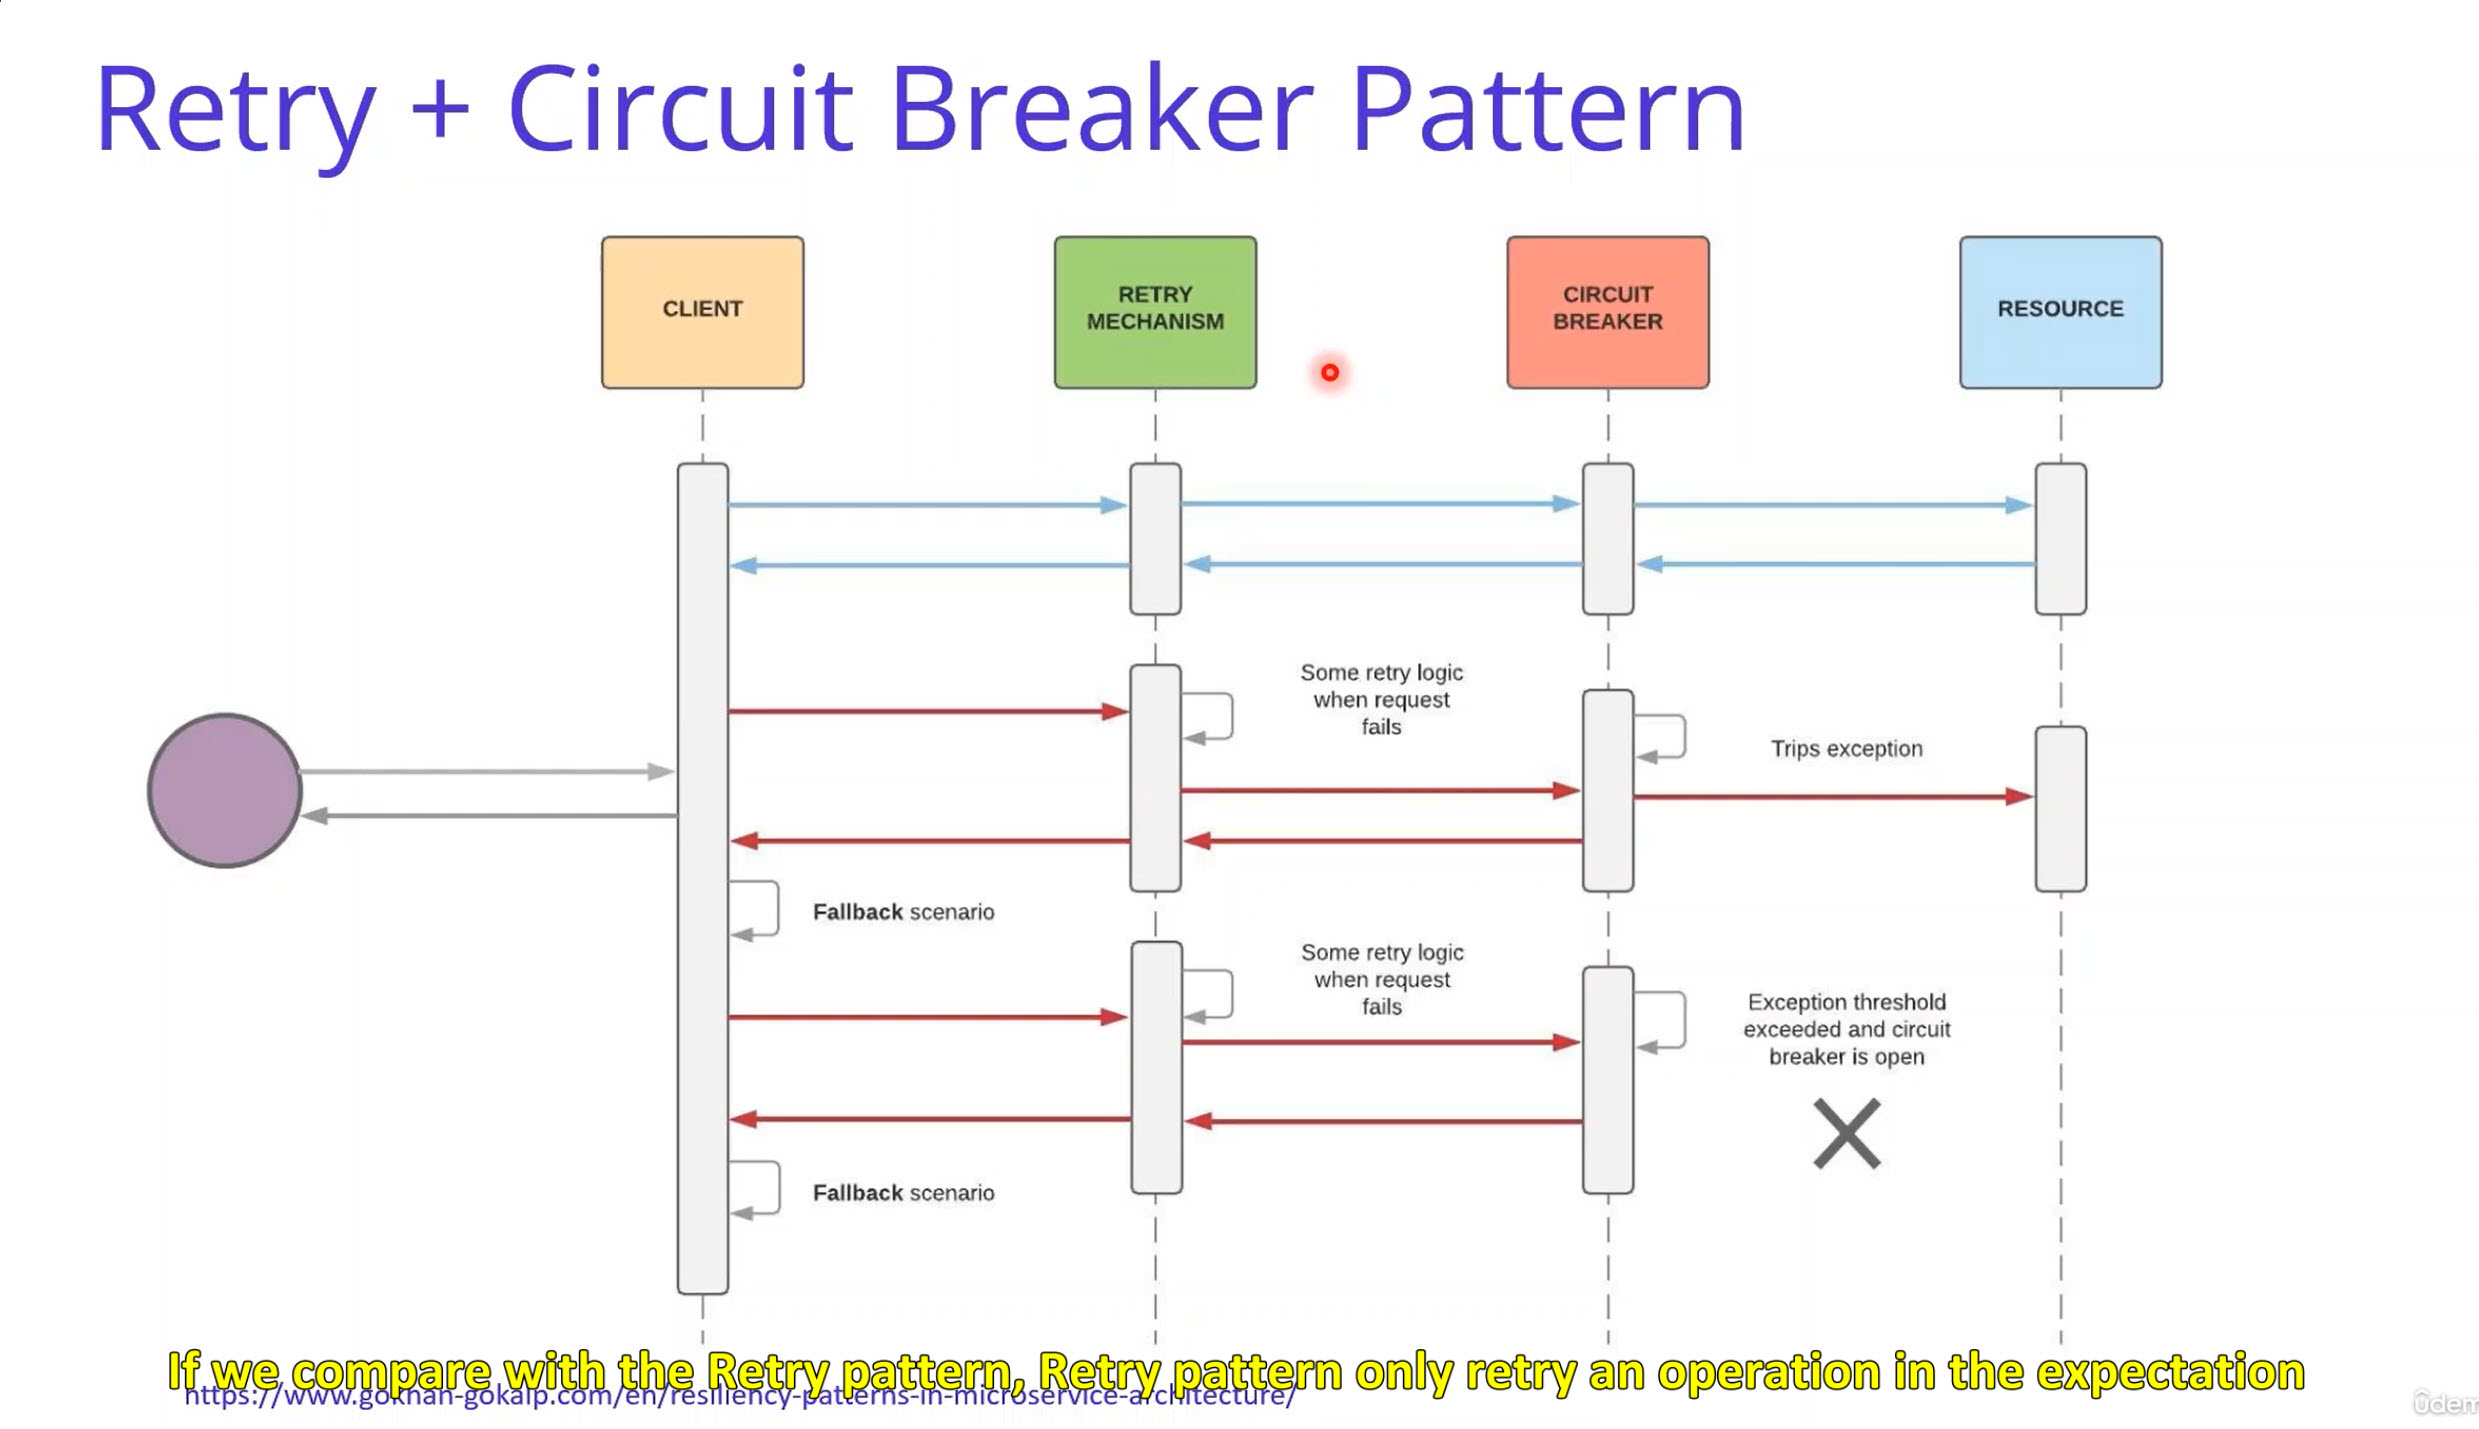 Retry + Circuit Breaker Pattern
CLIENT
RETRY
MECHANISM
CIRCUIT
BREAKER
RESOURCE
Some retry logic
when request
fails
Trips exception
Fallback scenario
Some retry logic
when request
fails
Exception threshold
exceeded and circuit
breaker is open
Fallback scenario
If we compare with the Retry pattern, Retry pattern only retry an operation in the expectation
https://www.gokhan-gokalp.com/en/resiliency-patterns-in-microservice-architecture/
ûdem